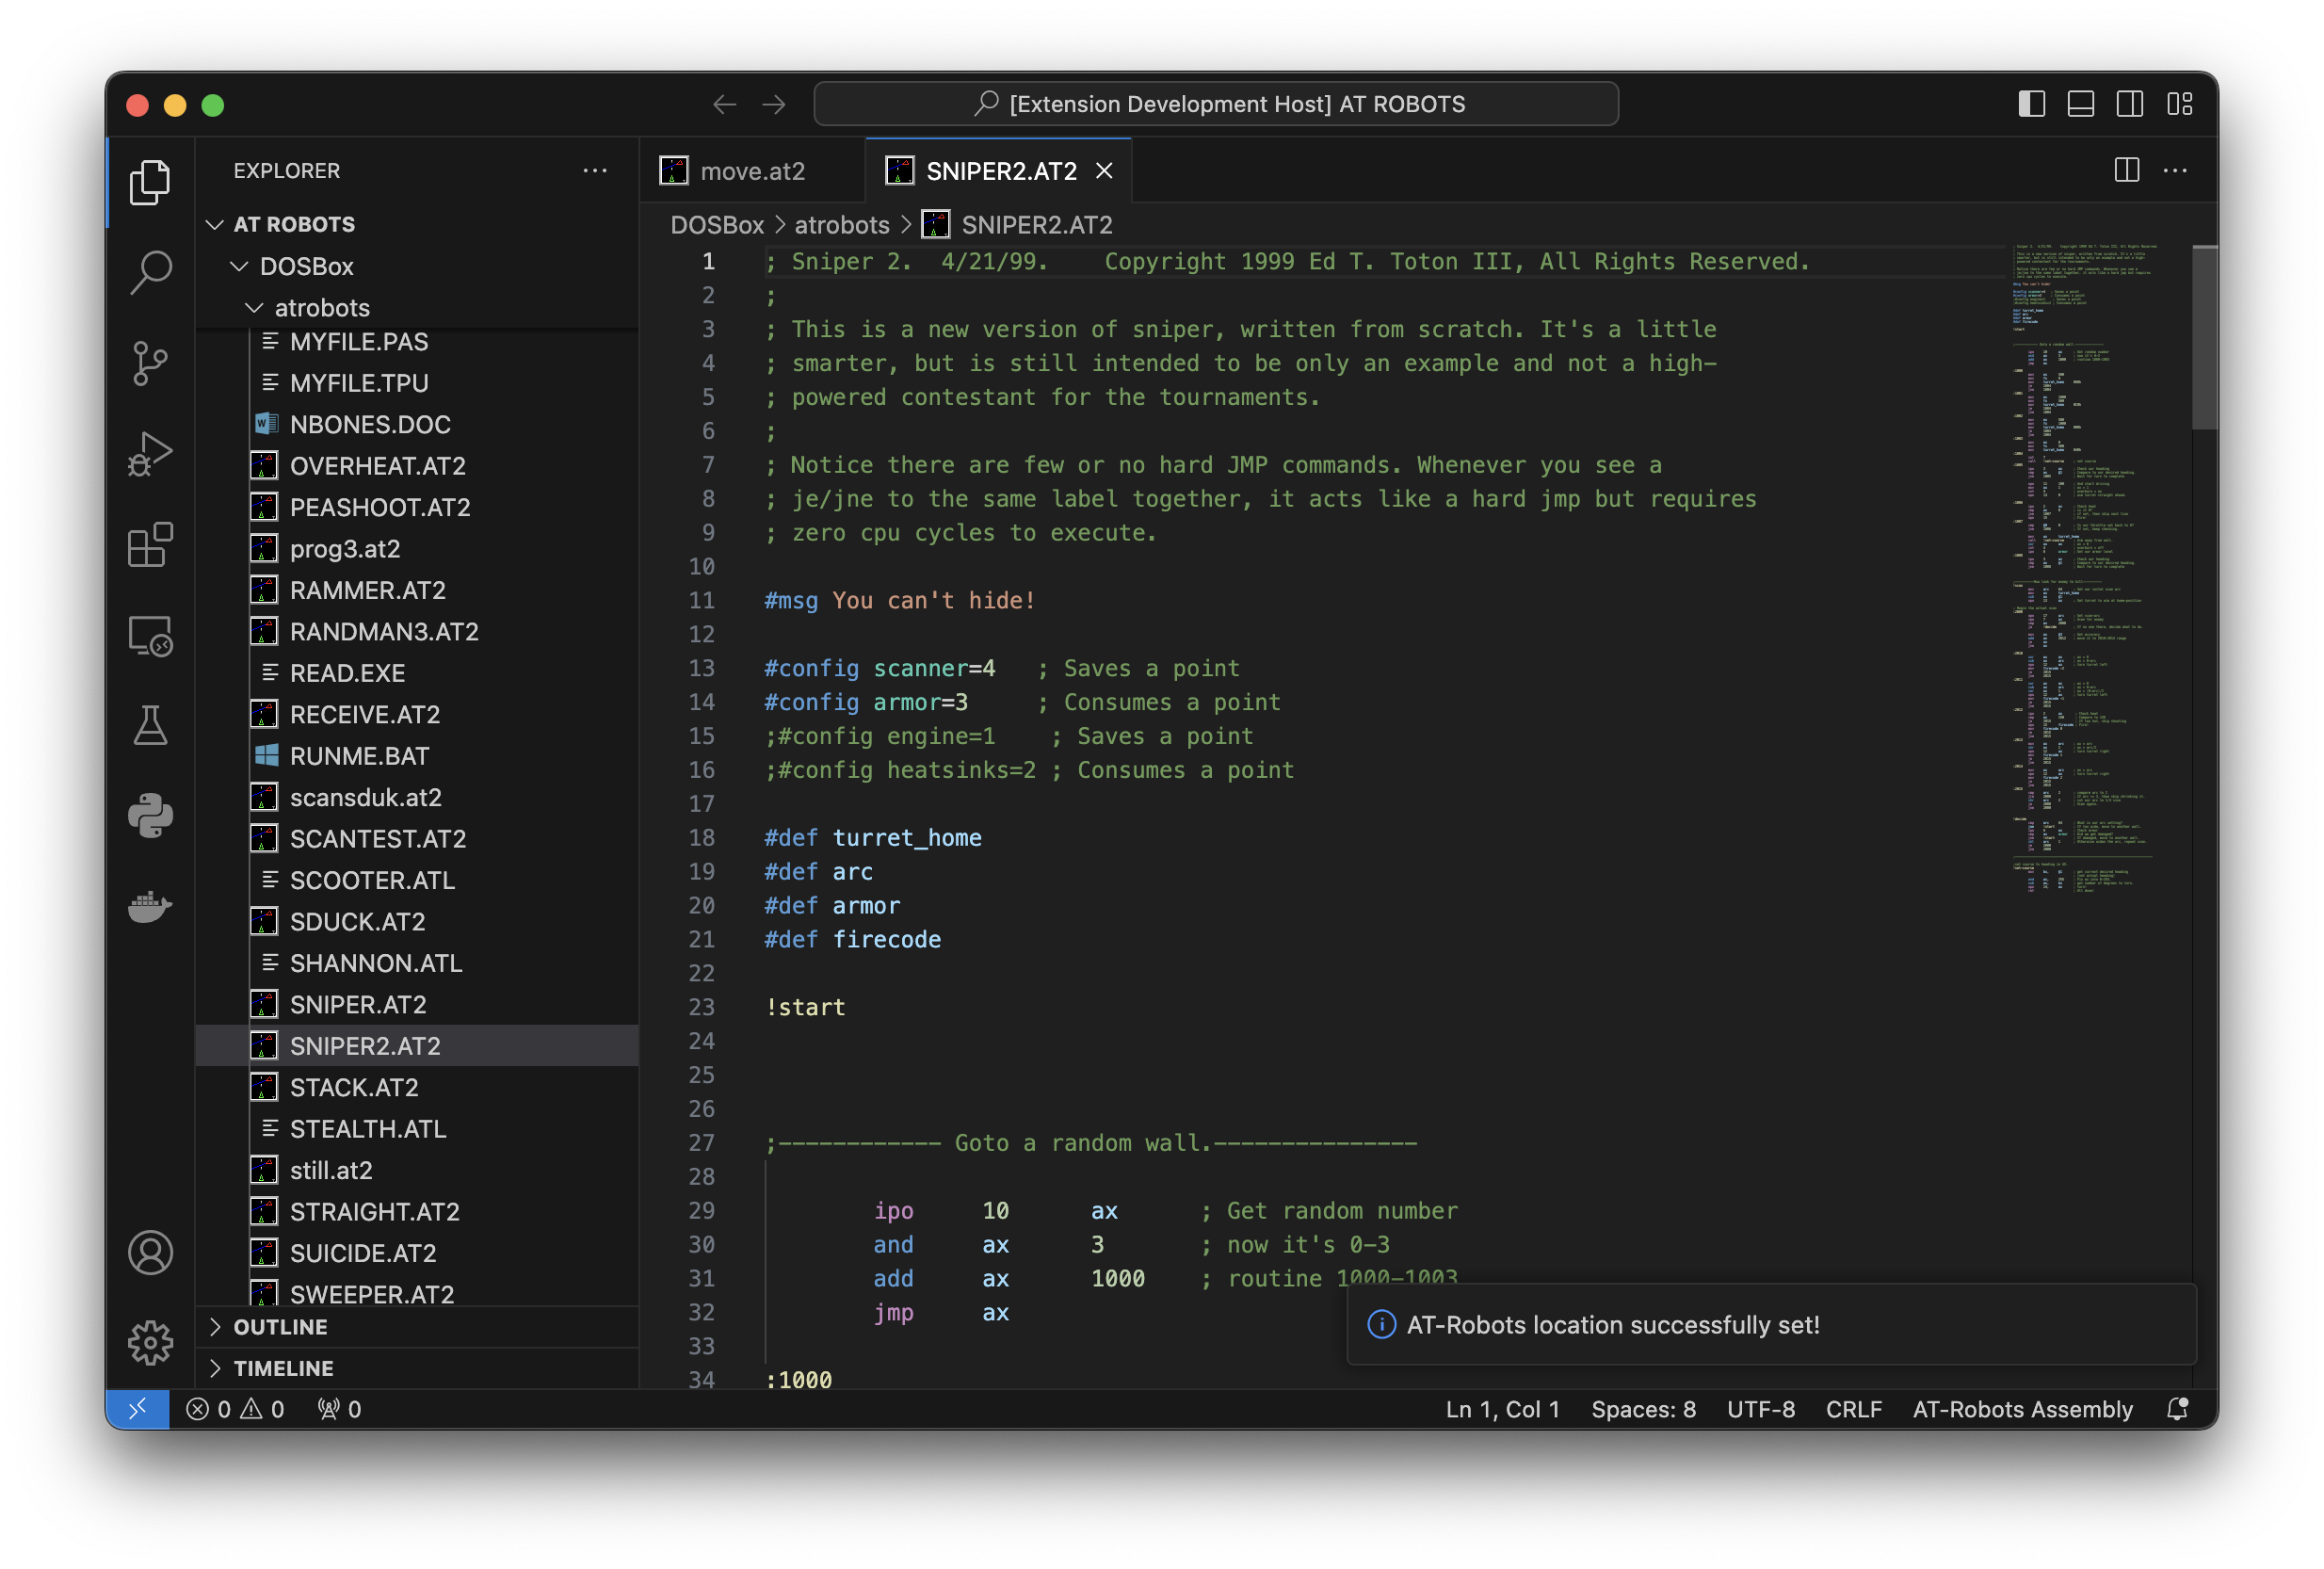 [Extension Development Host] AT ROBOTS
EXPLORER
AT ROBOTS
DOSBox
atrobots
MYFILE.PAS
MYFILE.TPU
NBONES.DOC
OVERHEAT.AT2
PEASHOOT.AT2
prog3.at2
RAMMER.AT2
RANDMAN3.AT2
READ.EXE
RECEIVE.AT2
RUNME.BAT
scansduk.at2
SCANTEST.AT2
SCOOTER.ATL
SDUCK.AT2
SHANNON.ATL
SNIPER.AT2
SNIPER2.AT2
STACK.AT2
STEALTH.ATL
still.at2
STRAIGHT.AT2
SUICIDE.AT2
SWEEPER.AT2
OUTLINE
TIMELINE
move.at2 SNIPER2.AT2
DOSBox > atrobots > SNIPER2.AT2
1 ; Sniper 2.  4/21/99.    Copyright 1999 Ed T. Toton III, All Rights Reserved.
2 ;
3 ; This is a new version of sniper, written from scratch. It's a little
4 ; smarter, but is still intended to be only an example and not a high-
5 ; powered contestant for the tournaments.
6 ;
7 ; Notice there are few or no hard JMP commands. Whenever you see a
8 ; je/jne to the same label together, it acts like a hard jmp but requires
9 ; zero cpu cycles to execute.
10
11 #msg You can't hide!
12
13 #config scanner=4   ; Saves a point
14 #config armor=3     ; Consumes a point
15 ;#config engine=1    ; Saves a point
16 ;#config heatsinks=2 ; Consumes a point
17
18 #def turret_home
19 #def arc
20 #def armor
21 #def firecode
22
23 !start
24
25
26
27 ;------------ Goto a random wall.---------------
28
29 ipo     10      ax      ; Get random number
30 and     ax      3       ; now it's 0-3
31 add     ax      1000    ; routine 1000-1003
32 jmp     ax
33
34 :1000
AT-Robots location successfully set!
0 0 0
Ln 1, Col 1 Spaces: 8 UTF-8 CRLF AT-Robots Assembly